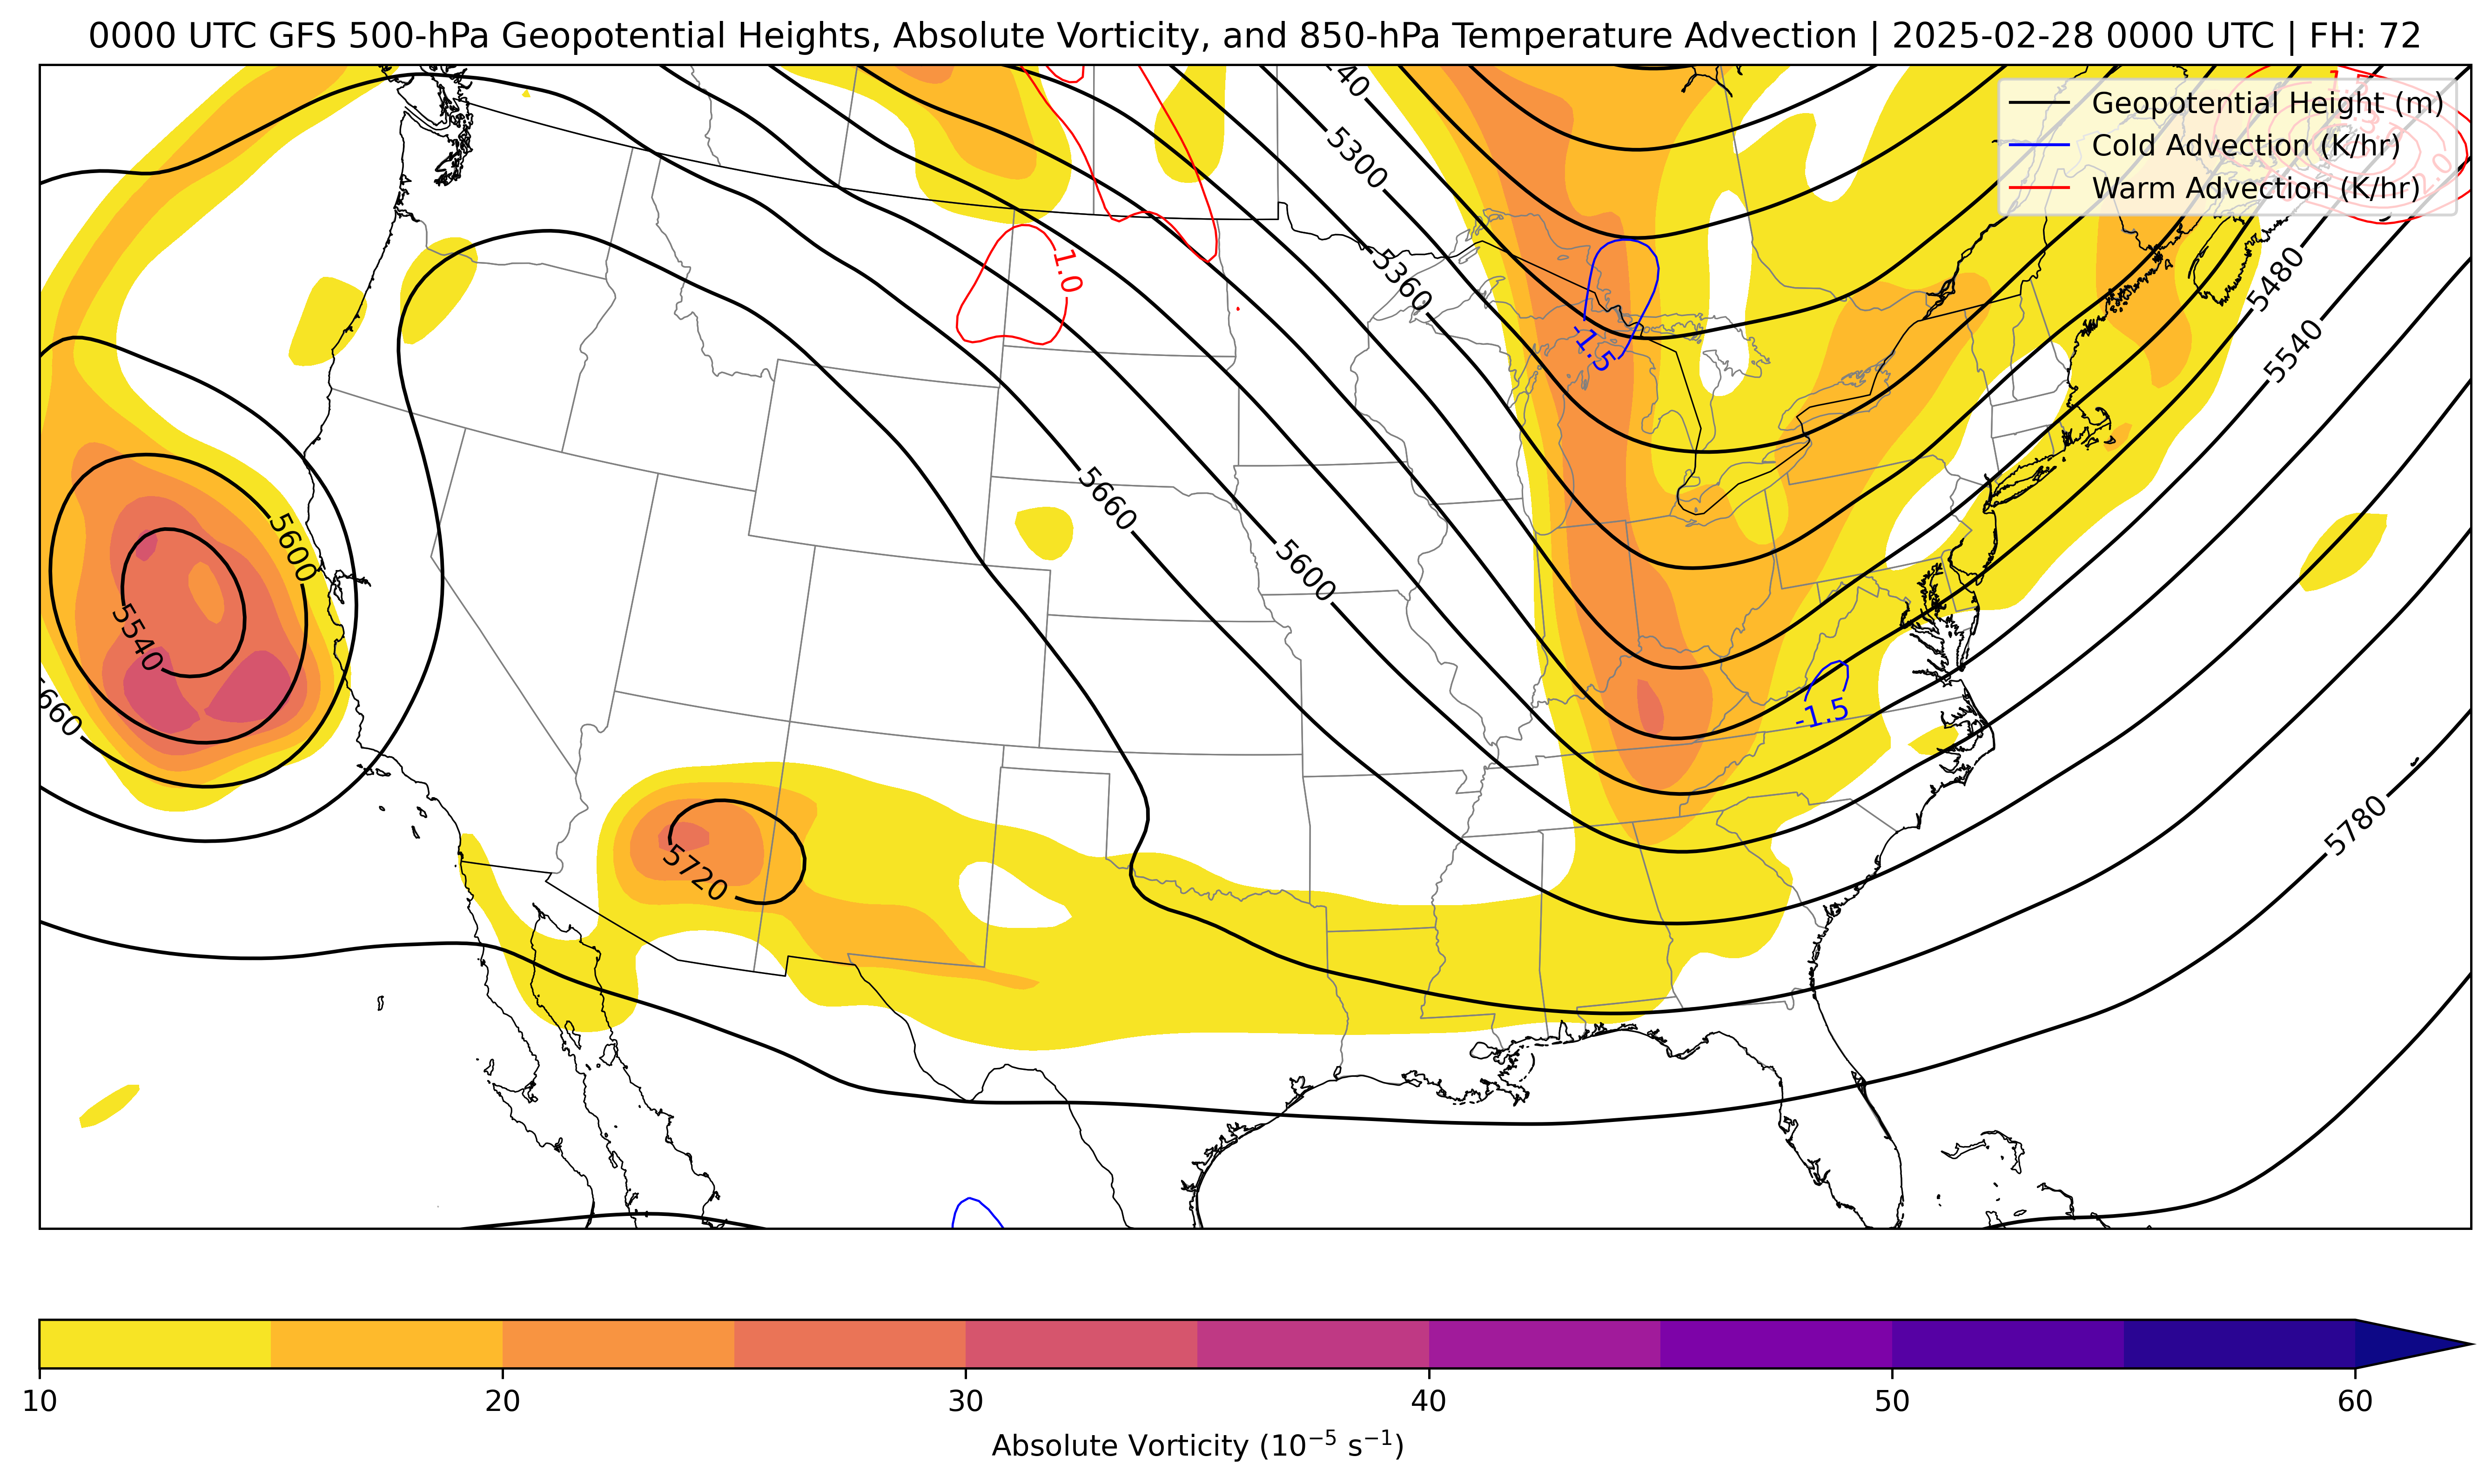 0000 UTC GFS 500-hPa Geopotential Heights, Absolute Vorticity, and 850-hPa Temperature Advection | 2025-02-28 0000 UTC | FH: 72
Geopotential Height (m)
Cold Advection (K/hr)
Warm Advection (K/hr)
2.0
5300
5360
5480
5540
1.0
-1.5
5660
5600
5600
5540
-1.5
5720
5780
10 20 30 40 50 60
Absolute Vorticity (10⁻⁵ s⁻¹)